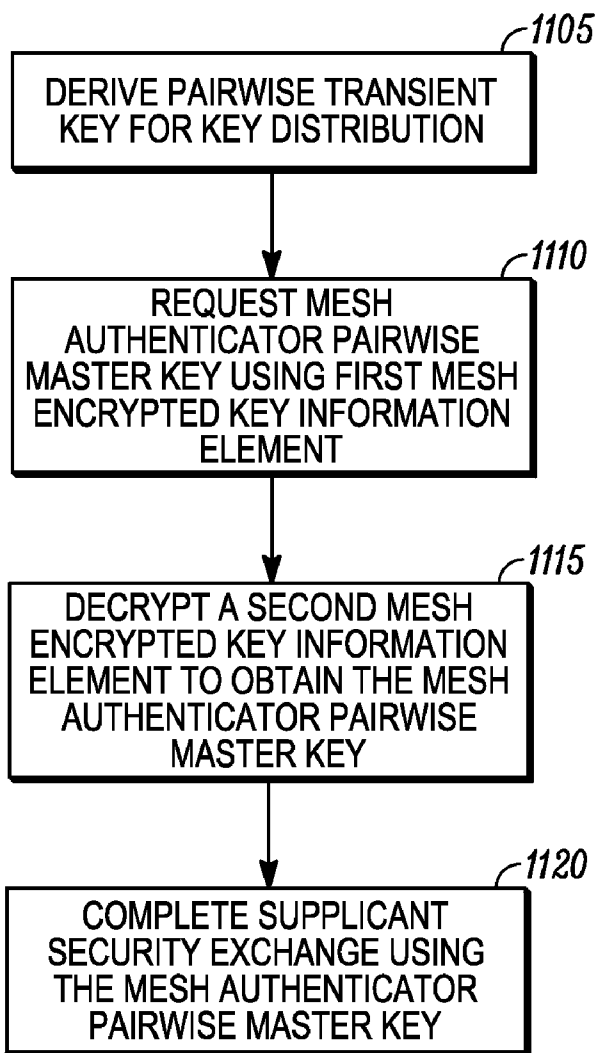 1105
DERIVE PAIRWISE TRANSIENT
KEY FOR KEY DISTRIBUTION
1110
REQUEST MESH
AUTHENTICATOR PAIRWISE
MASTER KEY USING FIRST MESH
ENCRYPTED KEY INFORMATION
ELEMENT
1115
DECRYPT A SECOND MESH
ENCRYPTED KEY INFORMATION
ELEMENT TO OBTAIN THE MESH
AUTHENTICATOR PAIRWISE
MASTER KEY
1120
COMPLETE SUPPLICANT
SECURITY EXCHANGE USING
THE MESH AUTHENTICATOR
PAIRWISE MASTER KEY